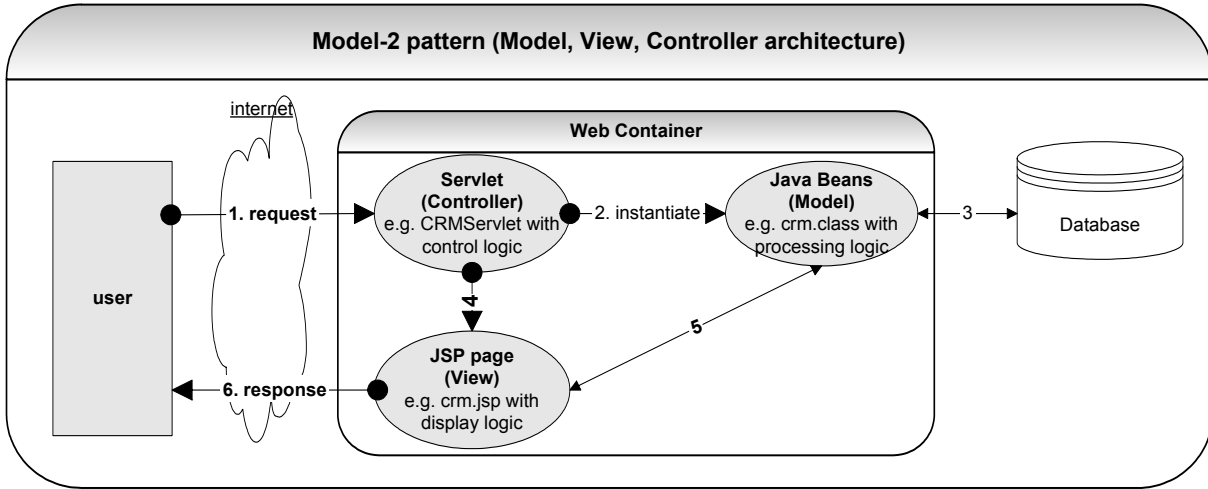 Model-2 pattern (Model, View, Controller architecture)
internet
Web Container
user
1. request
Servlet
(Controller)
e.g. CRMServlet with
control logic
2. instantiate
Java Beans
(Model)
e.g. crm.class with
processing logic
3
Database
4
5
JSP page
(View)
e.g. crm.jsp with
display logic
6. response